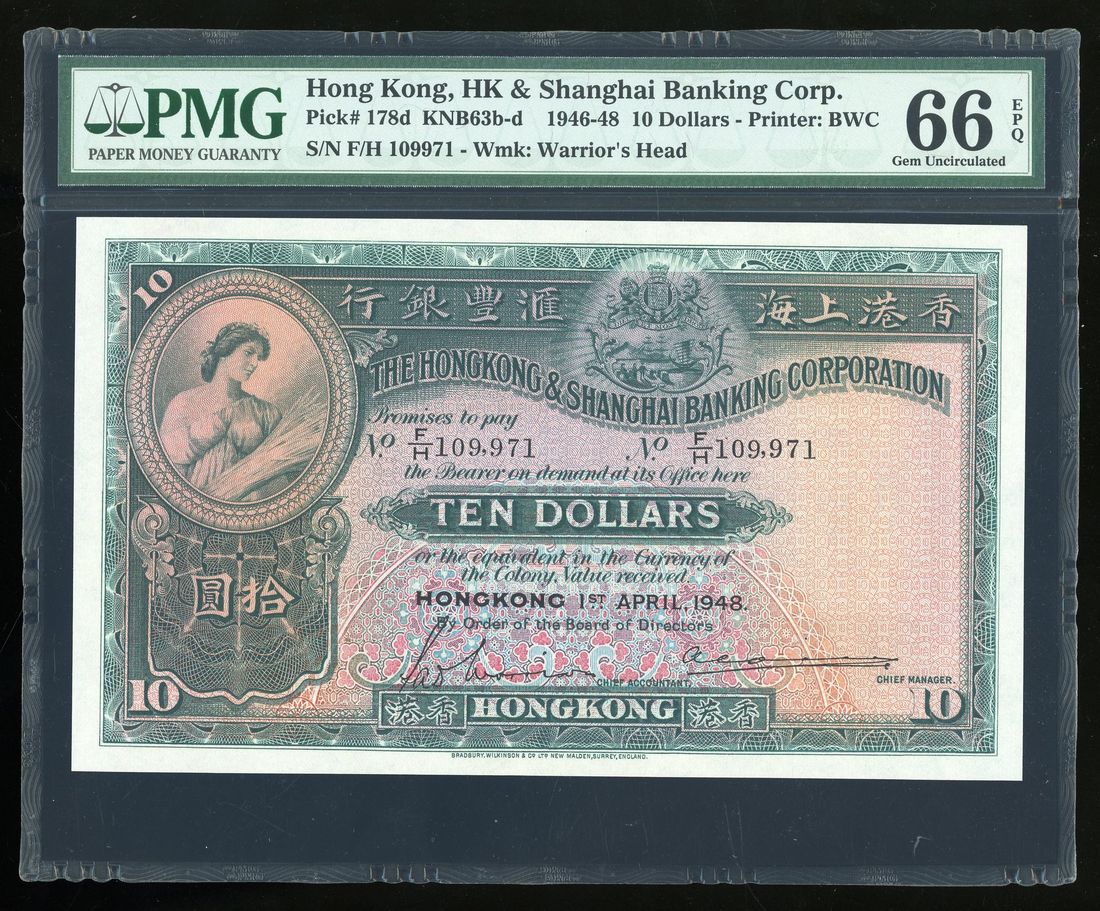 PMG
PAPER MONEY GUARANTY
Hong Kong, HK & Shanghai Banking Corp.
Pick# 178d KNB63b-d 1946-48 10 Dollars - Printer: BWC
S/N F/H 109971 - Wmk: Warrior's Head
66 EPQ
Gem Uncirculated
10
香港上海
滙豐銀行
THE HONGKONG & SHANGHAI BANKING CORPORATION
Promises to pay
No. F/H 109,971 No. F/H 109,971
the Bearer on demand at its Office here
TEN DOLLARS
or the equivalent in the Currency of
the Colony, Value received.
拾圓
HONGKONG 1ST APRIL, 1948.
By Order of the Board of Directors
CHIEF ACCOUNTANT.
CHIEF MANAGER.
10
香港 HONGKONG 香港
10
BRADBURY, WILKINSON & CO LTD NEW MALDEN, SURREY, ENGLAND.